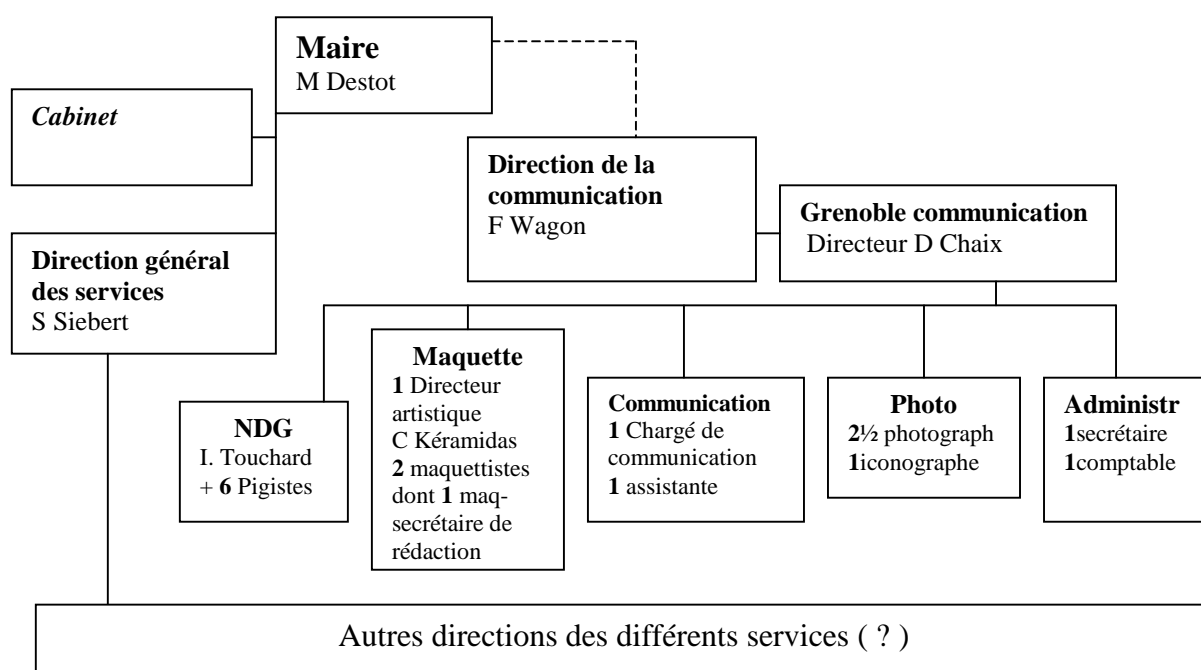 Maire
M Destot
Cabinet
Direction de la
communication
F Wagon
Grenoble communication
Directeur D Chaix
Direction général
des services
S Siebert
NDG
I. Touchard
+ 6 Pigistes
Maquette
1 Directeur
artistique
C Kéramidas
2 maquettistes
dont 1 maq-
secrétaire de
rédaction
Communication
1 Chargé de
communication
1 assistante
Photo
2½ photograph
1iconographe
Administr
1secrétaire
1comptable
Autres directions des différents services ( ? )